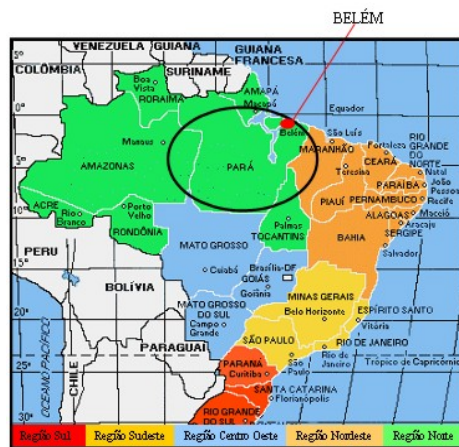 BELÉM
VENEZUELA
GUIANA
GUIANA
FRANCESA
SURINAME
COLÔMBIA
Boa
Vista
RORAIMA
AMAPÁ
Macapá
Equador
Belém
São Luís
Manaus
AMAZONAS
PARÁ
MARANHÃO
Fortaleza
CEARÁ
RIO
GRANDE
DO NORTE
Natal
Teresina
PARAÍBA
João
Pessoa
PIAUÍ
PERNAMBUCO
Recife
ACRE
Rio
Branco
Porto
Velho
RONDÔNIA
Palmas
TOCANTINS
ALAGOAS
Maceió
Aracaju
SERGIPE
BAHIA
Salvador
PERU
MATO GROSSO
Cuiabá
Brasília-DF
GOIÁS
Goiânia
BOLÍVIA
MINAS GERAIS
Belo Horizonte
MATO GROSSO
DO SUL
Campo
Grande
ESPÍRITO SANTO
Vitória
SÃO PAULO
RIO DE JANEIRO
Rio de
Janeiro
São
Paulo
Trópico de Capricórnio
OCEANO PACÍFICO
CHILE
PARAGUAI
PARANÁ
Curitiba
SANTA CATARINA
Florianópolis
RIO GRANDE
DO SUL
5°
0°
5°
10°
15°
20°
25°
30°
Região Sul
Região Sudeste
Região Centro Oeste
Região Nordeste
Região Norte